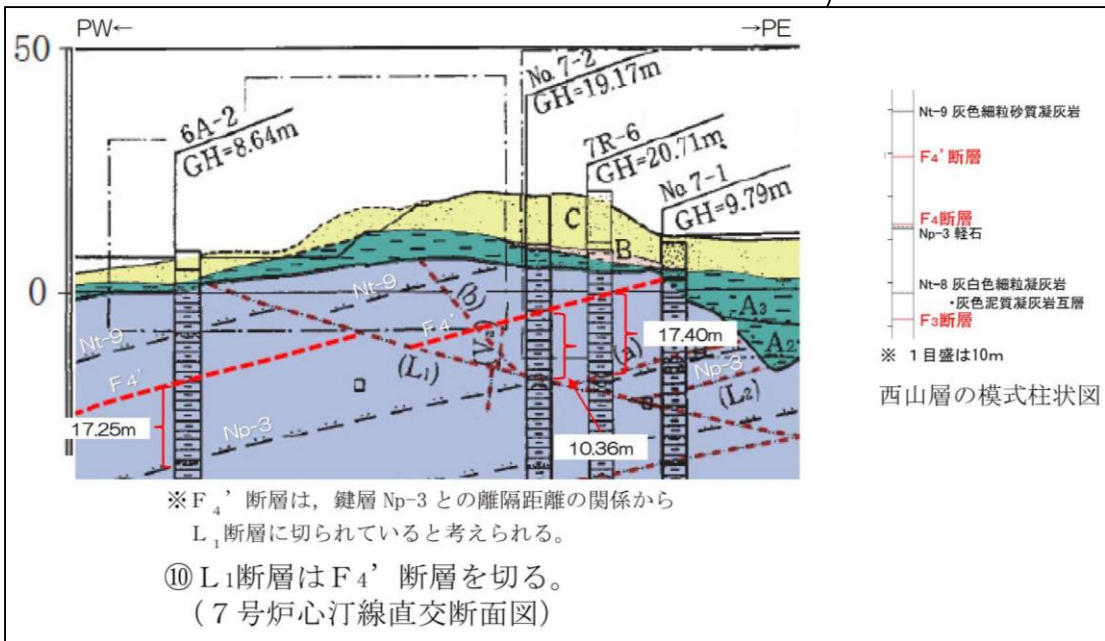 PW←
→PE
50
0
6A-2
GH=8.64m
No.7-2
GH=19.17m
7R-6
GH=20.71m
No.7-1
GH=9.79m
C
B
A3
A2
Nt-9
Nt-9
F4'
F4'
(b)
(V2)
(L1)
(a)
Np-3
Np-3
(L2)
17.25m
17.40m
10.36m
Nt-9 灰色細粒砂質凝灰岩
F4' 断層
F4断層
Np-3 軽石
Nt-8 灰白色細粒凝灰岩
・灰色泥質凝灰岩互層
F3断層
※ 1目盛は10m
西山層の模式柱状図
※F4’断層は，鍵層 Np-3 との離隔距離の関係から
L1断層に切られていると考えられる。
⑩L1断層はF4’断層を切る。
(７号炉心汀線直交断面図)